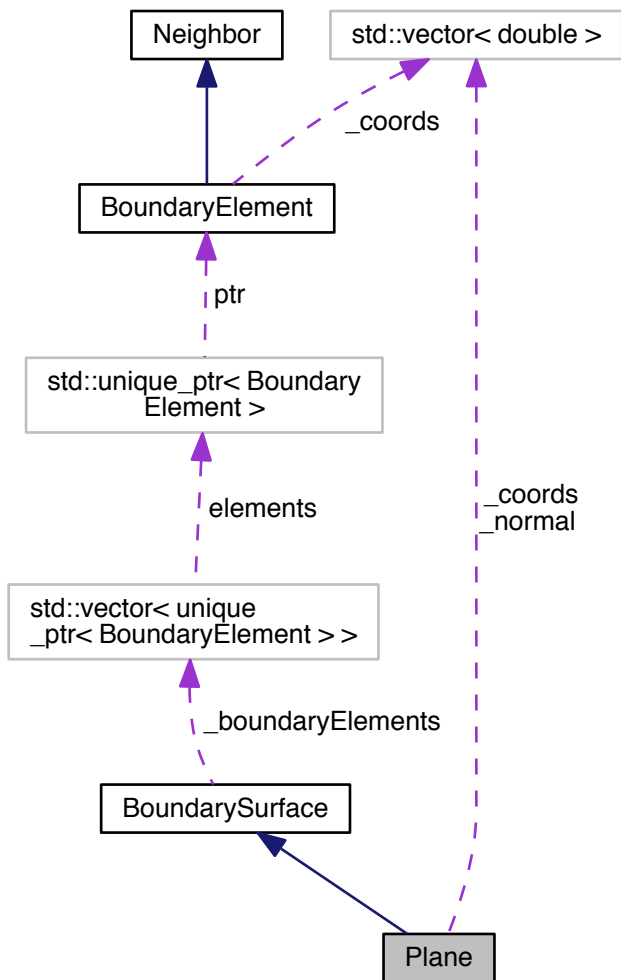 Neighbor
std::vector< double >
_coords
BoundaryElement
ptr
std::unique_ptr< Boundary
Element >
_coords
_normal
elements
std::vector< unique
_ptr< BoundaryElement > >
_boundaryElements
BoundarySurface
Plane